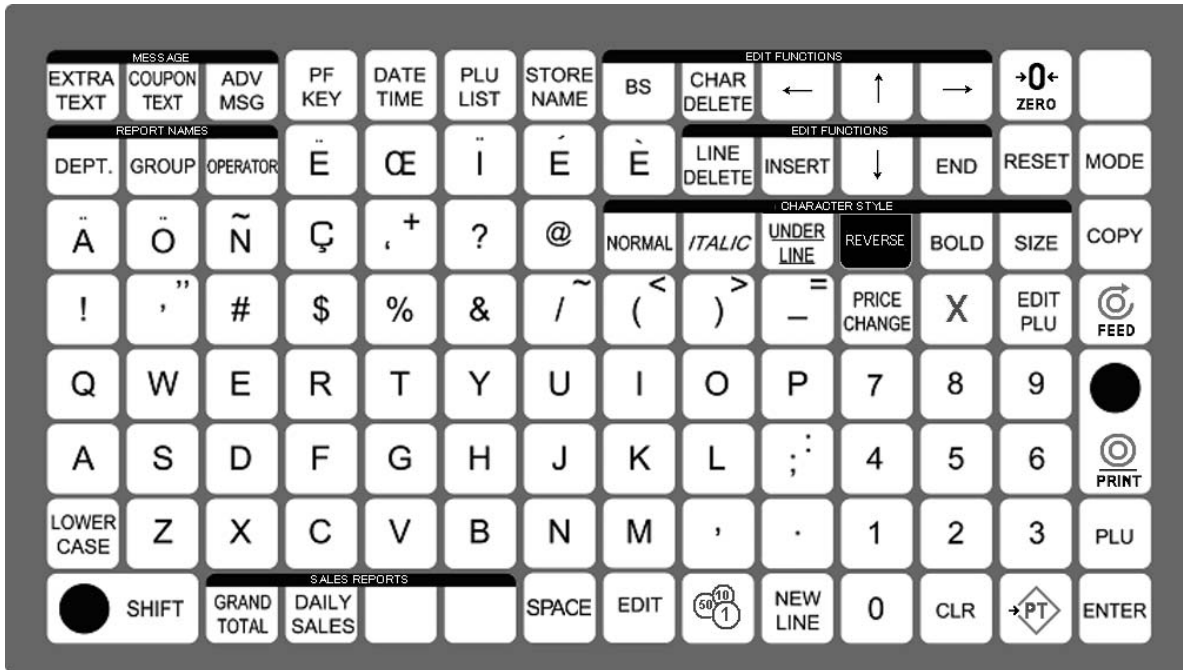 MESSAGE
EDIT FUNCTIONS
EXTRA TEXT
COUPON TEXT
ADV MSG
PF KEY
DATE TIME
PLU LIST
STORE NAME
BS
CHAR DELETE
←
↑
→
→0←
ZERO
REPORT NAMES
EDIT FUNCTIONS
DEPT.
GROUP
OPERATOR
Ë
Œ
Ï
É
È
LINE DELETE
INSERT
↓
END
RESET
MODE
CHARACTER STYLE
Ä
Ö
Ñ
Ç
‘ +
?
@
NORMAL
ITALIC
UNDER LINE
REVERSE
BOLD
SIZE
COPY
!
’ ”
#
$
%
&
/ ~
( <
) >
_ =
PRICE CHANGE
X
EDIT PLU
FEED
Q
W
E
R
T
Y
U
I
O
P
7
8
9
A
S
D
F
G
H
J
K
L
; :
4
5
6
PRINT
LOWER CASE
Z
X
C
V
B
N
M
,
.
1
2
3
PLU
SALES REPORTS
SHIFT
GRAND TOTAL
DAILY SALES
SPACE
EDIT
50 10 1
NEW LINE
0
CLR
→PT
ENTER